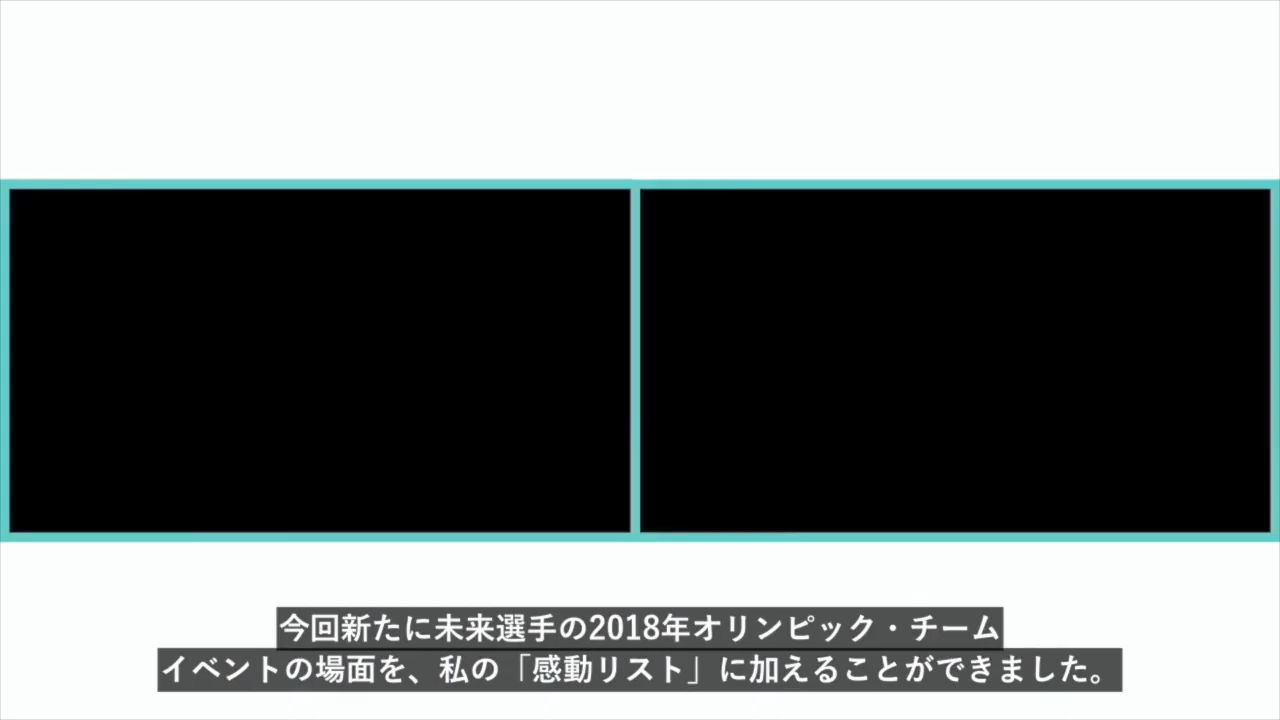 今回新たに未来選手の2018年オリンピック・チーム
イベントの場面を、私の「感動リスト」に加えることができました。